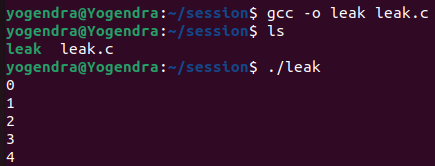 yogendra@Yogendra:~/session$ gcc -o leak leak.c
yogendra@Yogendra:~/session$ ls
leak  leak.c
yogendra@Yogendra:~/session$ ./leak
0
1
2
3
4